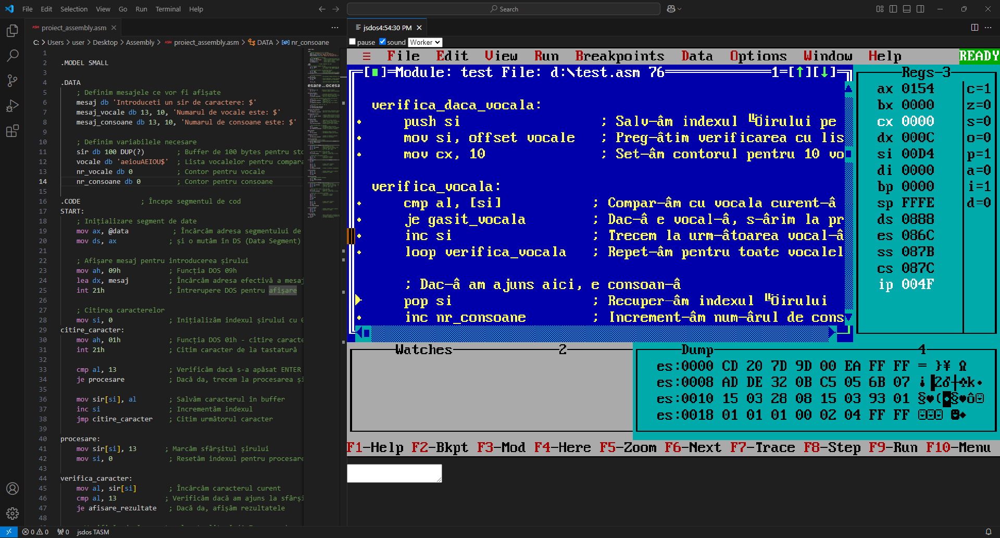 File Edit Selection View Go Run Terminal Help
Search
proiect_assembly.asm
C: > Users > user > Desktop > Assembly > proiect_assembly.asm > DATA > nr_consoane
1
2 .MODEL SMALL
3
4 .DATA
5 ; Definim mesajele ce vor fi afișate
6 mesaj db 'Introduceti un sir de caractere: $'
7 mesaj_vocale db 13, 10, 'Numarul de vocale este: $'
8 mesaj_consoane db 13, 10, 'Numarul de consoane este: $'
9
10 ; Definim variabilele necesare
11 sir db 100 DUP(?) ; Buffer de 100 bytes pentru sto
12 vocale db 'aeiouAEIOU$' ; Lista vocalelor pentru compara
13 nr_vocale db 0 ; Contor pentru vocale
14 nr_consoane db 0 ; Contor pentru consoane
15
16 .CODE ; Începe segmentul de cod
17 START:
18 ; Inițializare segment de date
19 mov ax, @data ; Încărcăm adresa segmentului de
20 mov ds, ax ; și o mutăm în DS (Data Segment)
21
22 ; Afișare mesaj pentru introducerea șirului
23 mov ah, 09h ; Funcția DOS 09h
24 lea dx, mesaj ; Încărcăm adresa efectivă a mesaj
25 int 21h ; Întrerupere DOS pentru afișare
26
27 ; Citirea caracterelor
28 mov si, 0 ; Inițializăm indexul șirului cu 0
29 citire_caracter:
30 mov ah, 01h ; Funcția DOS 01h - citire caracte
31 int 21h ; Citim caracter de la tastatură
32
33 cmp al, 13 ; Verificăm dacă s-a apăsat ENTER
34 je procesare ; Dacă da, trecem la procesarea și
35
36 mov sir[si], al ; Salvăm caracterul în buffer
37 inc si ; Incrementăm indexul
38 jmp citire_caracter ; Citim următorul caracter
39
40 procesare:
41 mov sir[si], 13 ; Marcăm sfârșitul șirului
42 mov si, 0 ; Resetăm indexul pentru procesare
43
44 verifica_caracter:
45 mov al, sir[si] ; Încărcăm caracterul curent
46 cmp al, 13 ; Verificăm dacă am ajuns la sfârși
47 je afisare_rezultate ; Dacă da, afișăm rezultatele
48
esare...ocesa
jsdos4:54:30 PM
pause sound Worker
≡ File Edit View Run Breakpoints Data Options Window Help READY
[■]=Module: test File: d:\test.asm 76 1=[↑][↓]
verifica_daca_vocala:
push si ; Salv─âm indexul ╚Öirului pe
mov si, offset vocale ; Preg─âtim verificarea cu lis
mov cx, 10 ; Set─âm contorul pentru 10 vo
verifica_vocala:
cmp al, [si] ; Compar─âm cu vocala curent─â
je gasit_vocala ; Dac─â e vocal─â, s─ârim la pr
inc si ; Trecem la urm─âtoarea vocal─â
loop verifica_vocala ; Repet─âm pentru toate vocalel
; Dac─â am ajuns aici, e consoan─â
pop si ; Recuper─âm indexul ╚Öirului
inc nr_consoane ; Increment─âm num─ârul de cons
Regs 3
ax 0154 c=1
bx 0000 z=0
cx 0000 s=0
dx 000C o=0
si 00D4 p=1
di 0000 a=0
bp 0000 i=1
sp FFFE d=0
ds 0888
es 086C
ss 087B
cs 087C
ip 004F
Watches 2
Dump 4
es:0000 CD 20 7D 9D 00 EA FF FF = }¥ Ω
es:0008 AD DE 32 0B C5 05 6B 07
es:0010 15 03 28 08 15 03 93 01
es:0018 01 01 01 00 02 04 FF FF
F1-Help F2-Bkpt F3-Mod F4-Here F5-Zoom F6-Next F7-Trace F8-Step F9-Run F10-Menu
0 0 0 jsdos TASM